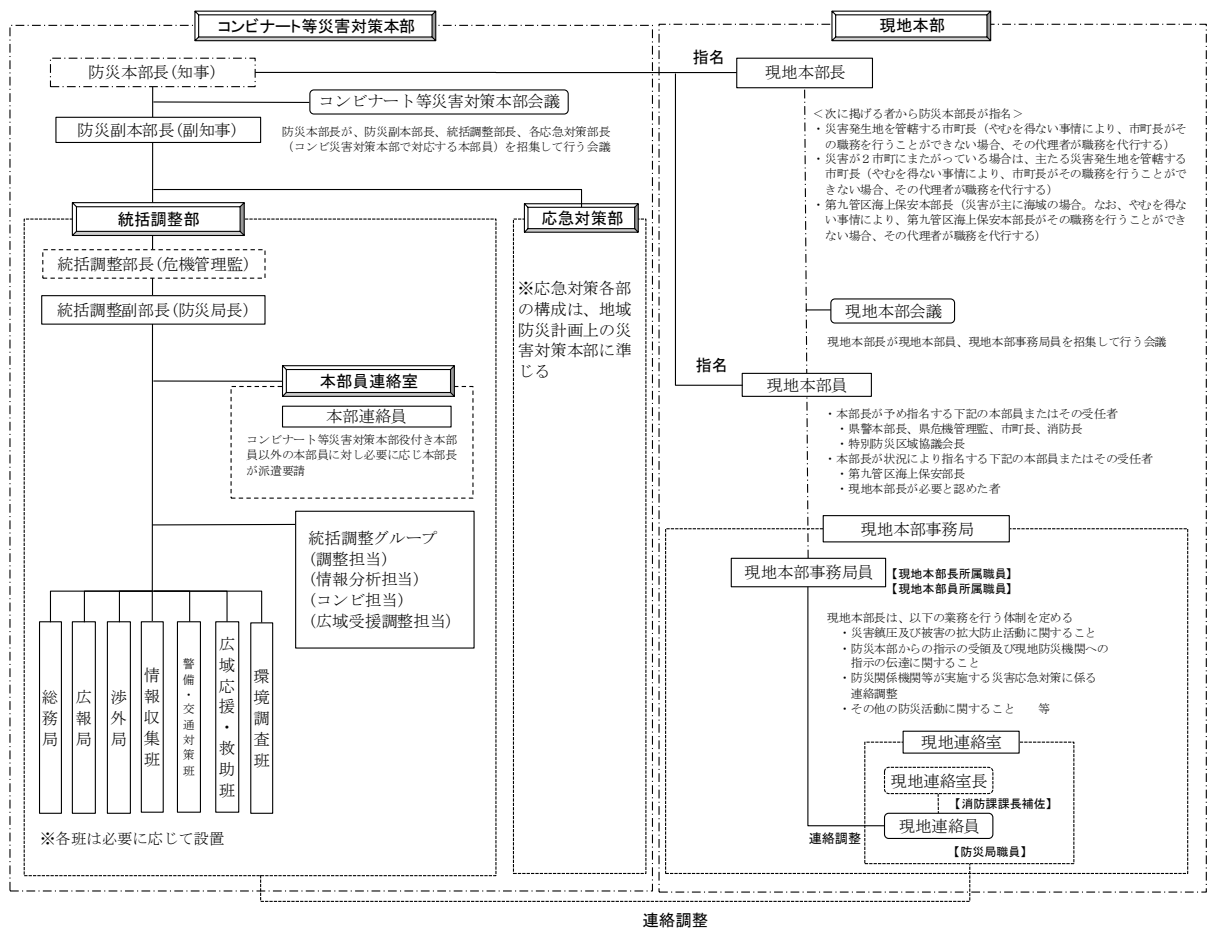 コンビナート等災害対策本部
防災本部長(知事)
コンビナート等災害対策本部会議
防災副本部長(副知事)
防災本部長が、防災副本部長、統括調整部長、各応急対策部長
（コンビ災害対策本部で対応する本部員）を招集して行う会議
統括調整部
統括調整部長(危機管理監)
統括調整副部長(防災局長)
本部員連絡室
本部連絡員
コンビナート等災害対策本部役付き本部
員以外の本部員に対し必要に応じ本部長
が派遣要請
統括調整グループ
(調整担当)
(情報分析担当)
(コンビ担当)
(広域受援調整担当)
総務局
広報局
渉外局
情報収集班
警備・交通対策班
広域応援・救助班
環境調査班
※各班は必要に応じて設置
応急対策部
※応急対策各部
の構成は、地域
防災計画上の災
害対策本部に準
じる
現地本部
指名
現地本部長
＜次に掲げる者から防災本部長が指名＞
・災害発生地を管轄する市町長（やむを得ない事情により、市町長がそ
の職務を行うことができない場合、その代理者が職務を代行する）
・災害が２市町にまたがっている場合は、主たる災害発生地を管轄する
市町長（やむを得ない事情により、市町長がその職務を行うことがで
きない場合、その代理者が職務を代行する）
・第九管区海上保安本部長（災害が主に海域の場合。なお、やむを得な
い事情により、第九管区海上保安本部長がその職務を行うことができ
ない場合、その代理者が職務を代行する）
現地本部会議
現地本部長が現地本部員、現地本部事務局員を招集して行う会議
指名
現地本部員
・本部長が予め指名する下記の本部員またはその受任者
・県警本部長、県危機管理監、市町長、消防長
・特別防災区域協議会長
・本部長が状況により指名する下記の本部員またはその受任者
・第九管区海上保安部長
・現地本部長が必要と認めた者
現地本部事務局
現地本部事務局員
【現地本部長所属職員】
【現地本部員所属職員】
現地本部長は、以下の業務を行う体制を定める
・災害鎮圧及び被害の拡大防止活動に関すること
・防災本部からの指示の受領及び現地防災機関への
指示の伝達に関すること
・防災関係機関等が実施する災害応急対策に係る
連絡調整
・その他の防災活動に関すること　等
現地連絡室
現地連絡室長
【消防課課長補佐】
現地連絡員
連絡調整
【防災局職員】
連絡調整